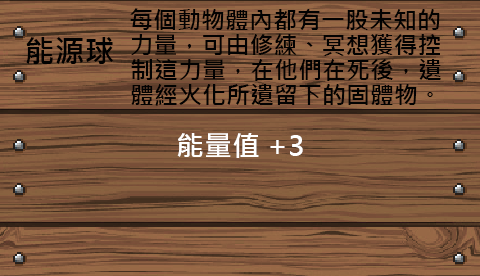 能源球
每個動物體內都有一股未知的
力量，可由修練、冥想獲得控
制這力量，在他們在死後，遺
體經火化所遺留下的固體物。
能量值 +3